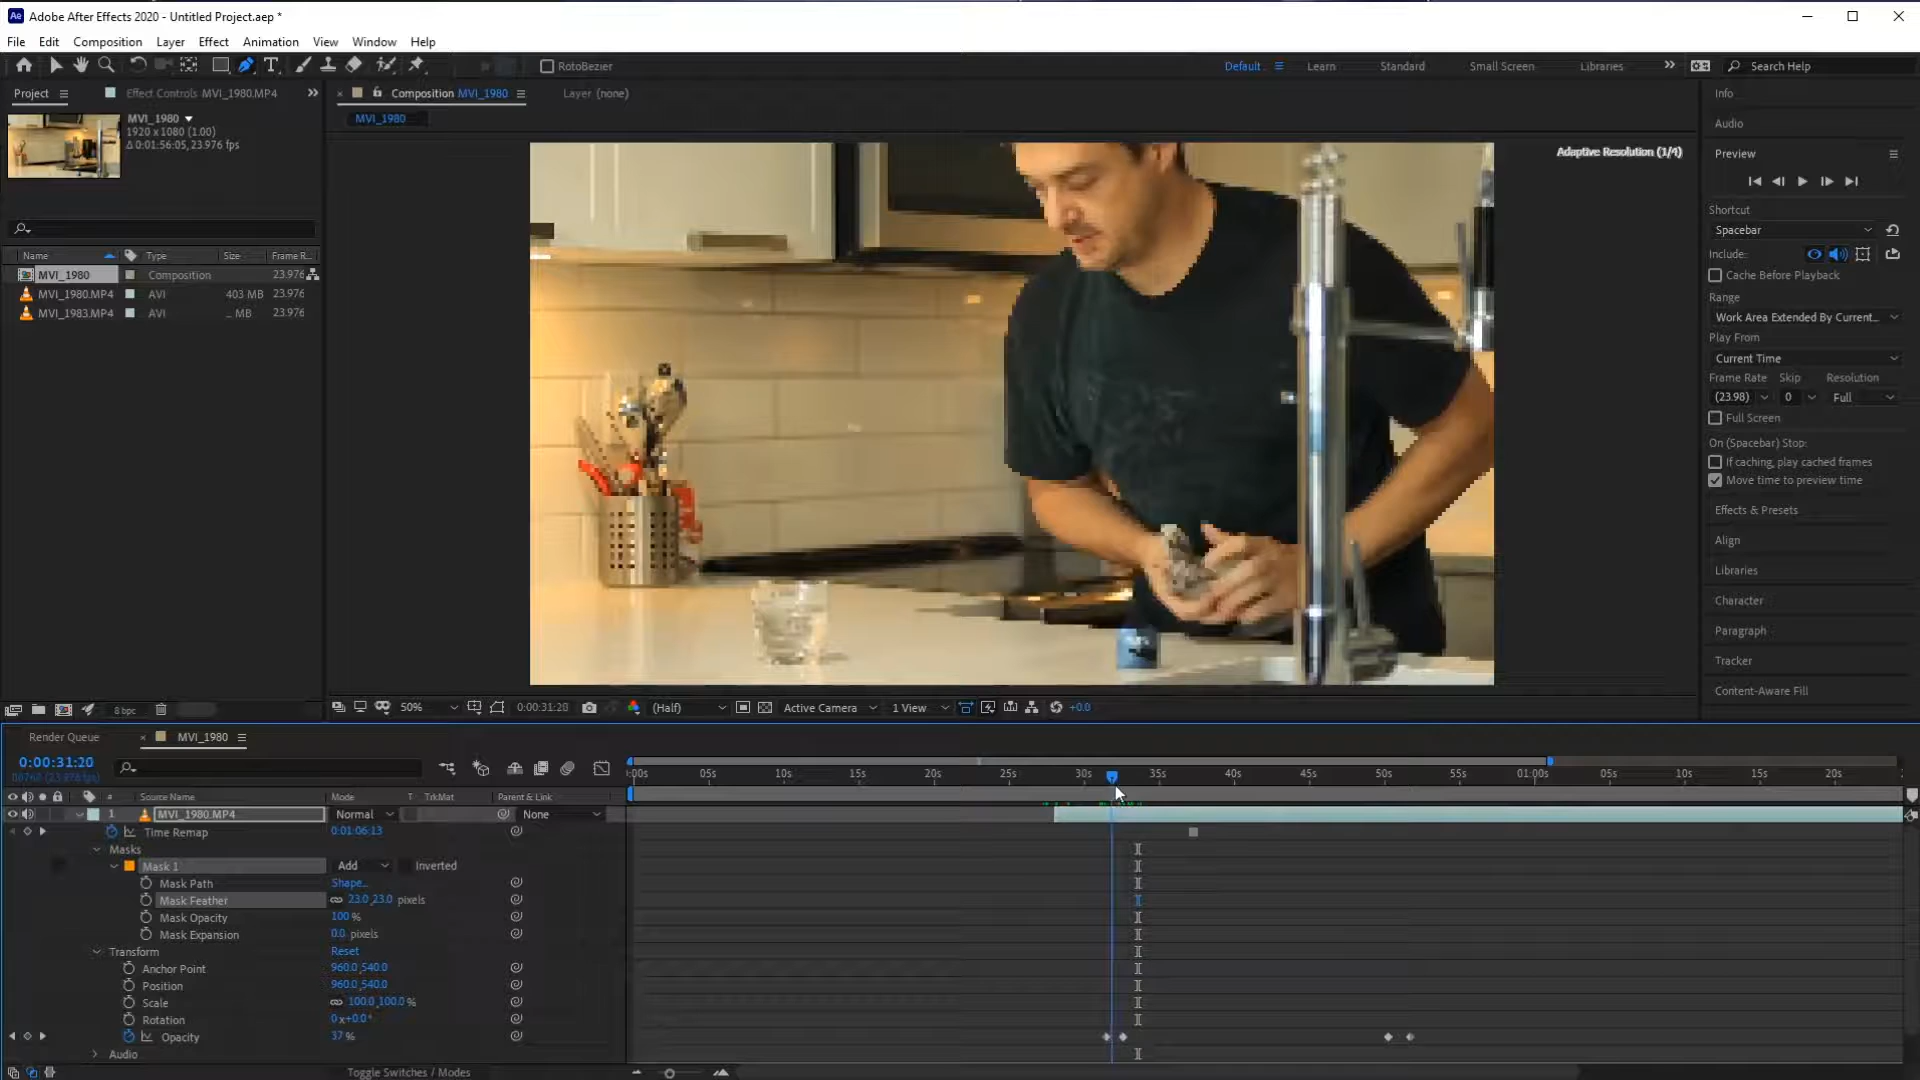 Ae Adobe After Effects 2020 - Untitled Project.aep *
File Edit Composition Layer Effect Animation View Window Help
RotoBezier
Default Learn Standard Small Screen Libraries Search Help
Project Effect Controls MVI_1980.MP4
Composition MVI_1980
Layer (none)
MVI_1980
MVI_1980
1920 x 1080 (1.00)
Δ 0:01:56:05, 23.976 fps
Name Type Size Frame R...
MVI_1980 Composition 23.976
MVI_1980.MP4 AVI 403 MB 23.976
MVI_1983.MP4 AVI ... MB 23.976
8 bpc
Adaptive Resolution (1/4)
50% 0:00:31:20 (Half) Active Camera 1 View +0.0
Info
Audio
Preview
Shortcut
Spacebar
Include:
Cache Before Playback
Range
Work Area Extended By Current...
Play From
Current Time
Frame Rate Skip Resolution
(23.98) 0 Full
Full Screen
On (Spacebar) Stop:
If caching, play cached frames
Move time to preview time
Effects & Presets
Align
Libraries
Character
Paragraph
Tracker
Content-Aware Fill
Render Queue MVI_1980
0:00:31:20
:00s 05s 10s 15s 20s 25s 30s 35s 40s 45s 50s 55s 01:00s 05s 10s 15s 20s
# Source Name Mode T TrkMat Parent & Link
1 MVI_1980.MP4 Normal None
Time Remap 0:01:06:13
Masks
Mask 1 Add Inverted
Mask Path Shape...
Mask Feather 23.0,23.0 pixels
Mask Opacity 100 %
Mask Expansion 0.0 pixels
Transform Reset
Anchor Point 960.0,540.0
Position 960.0,540.0
Scale 100.0,100.0 %
Rotation 0 x+0.0°
Opacity 37 %
Audio
Toggle Switches / Modes